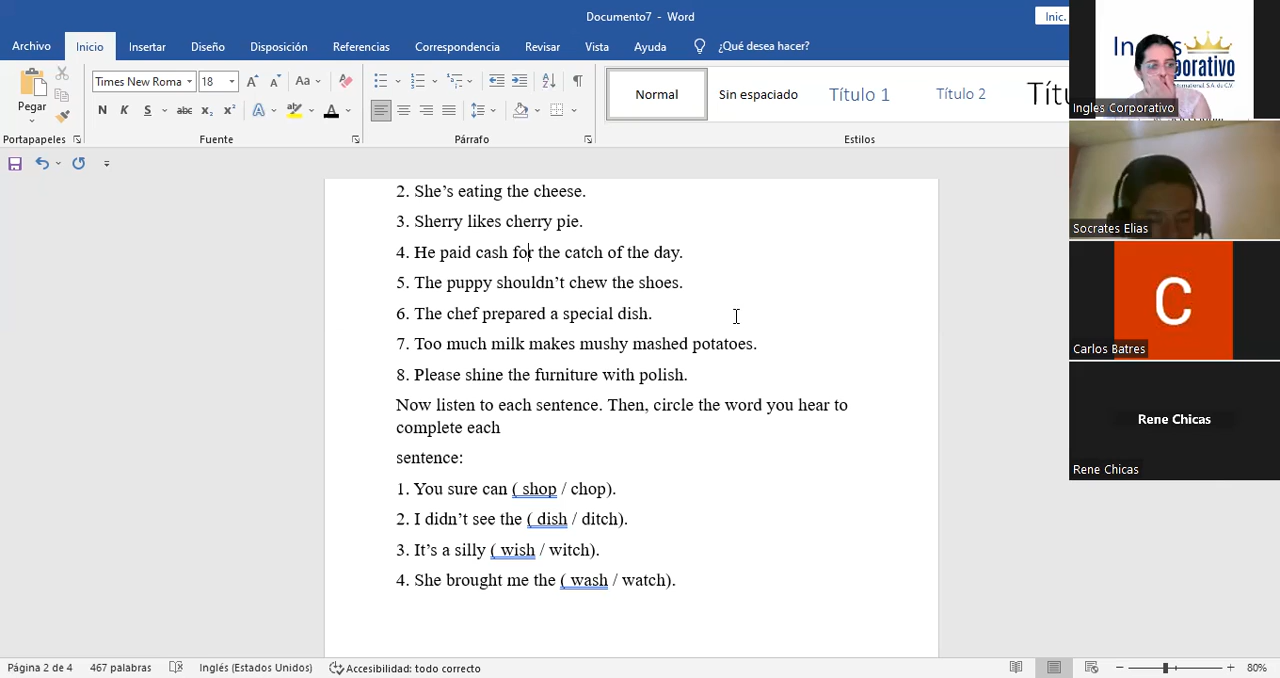 Documento7 - Word
Inic.
Archivo Inicio Insertar Diseño Disposición Referencias Correspondencia Revisar Vista Ayuda ¿Qué desea hacer?
Times New Roma 18
Pegar
Normal Sin espaciado Título 1 Título 2
Portapapeles Fuente Párrafo Estilos
2. She’s eating the cheese.
3. Sherry likes cherry pie.
4. He paid cash for the catch of the day.
5. The puppy shouldn’t chew the shoes.
6. The chef prepared a special dish.
7. Too much milk makes mushy mashed potatoes.
8. Please shine the furniture with polish.
Now listen to each sentence. Then, circle the word you hear to
complete each
sentence:
1. You sure can ( shop / chop).
2. I didn’t see the ( dish / ditch).
3. It’s a silly ( wish / witch).
4. She brought me the ( wash / watch).
Página 2 de 4 467 palabras Inglés (Estados Unidos) Accesibilidad: todo correcto 80%
Ingles Corporativo
Socrates Elias
C
Carlos Batres
Rene Chicas
Rene Chicas